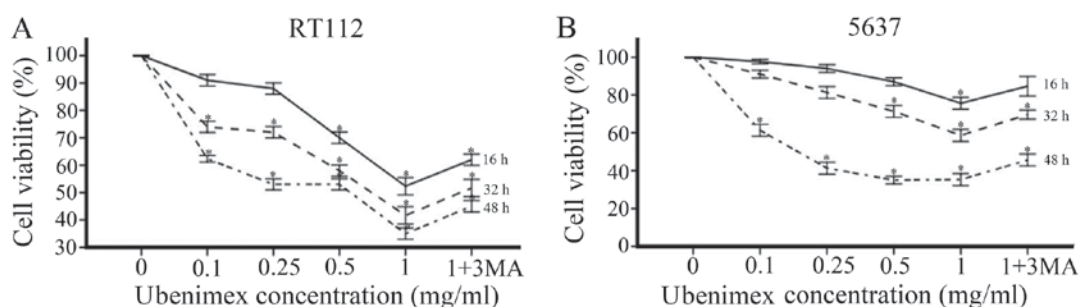 A
RT112
Cell viability (%)
100
90
80
70
60
50
40
30
*
*
*
*
*
*
*
*
*
*
*
16 h
32 h
48 h
0
0.1
0.25
0.5
1
1+3MA
Ubenimex concentration (mg/ml)
B
5637
Cell viability (%)
100
80
60
40
20
0
*
*
*
*
*
*
*
*
16 h
32 h
48 h
0
0.1
0.25
0.5
1
1+3MA
Ubenimex concentration (mg/ml)